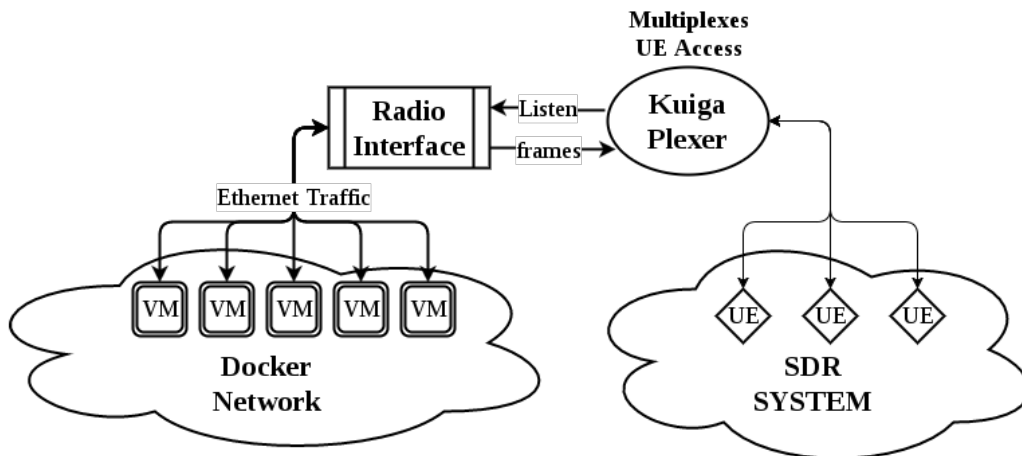 Multiplexes
UE Access
Radio
Interface
Listen
frames
Kuiga
Plexer
Ethernet Traffic
VM VM VM VM VM
Docker
Network
UE UE UE
SDR
SYSTEM